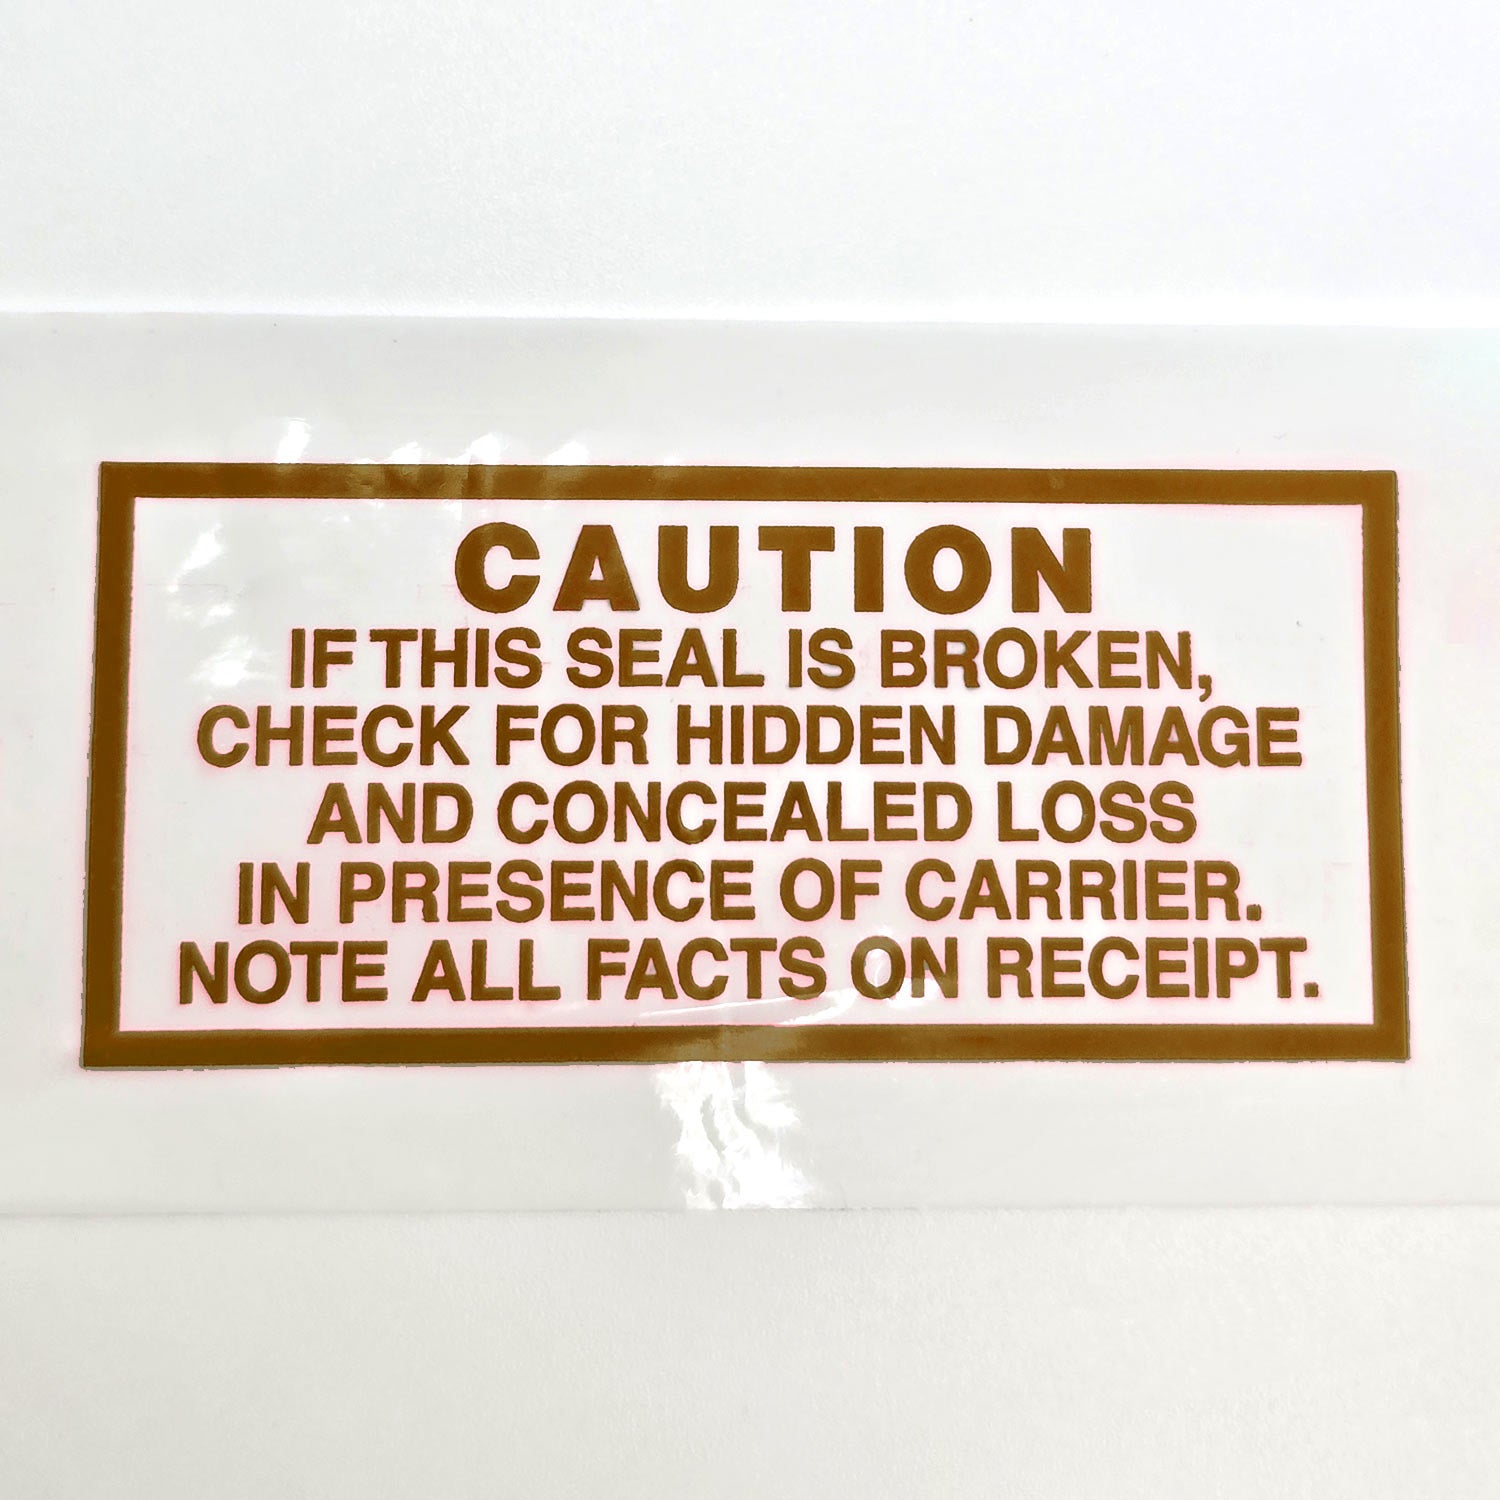 CAUTION
IF THIS SEAL IS BROKEN,
CHECK FOR HIDDEN DAMAGE
AND CONCEALED LOSS
IN PRESENCE OF CARRIER.
NOTE ALL FACTS ON RECEIPT.